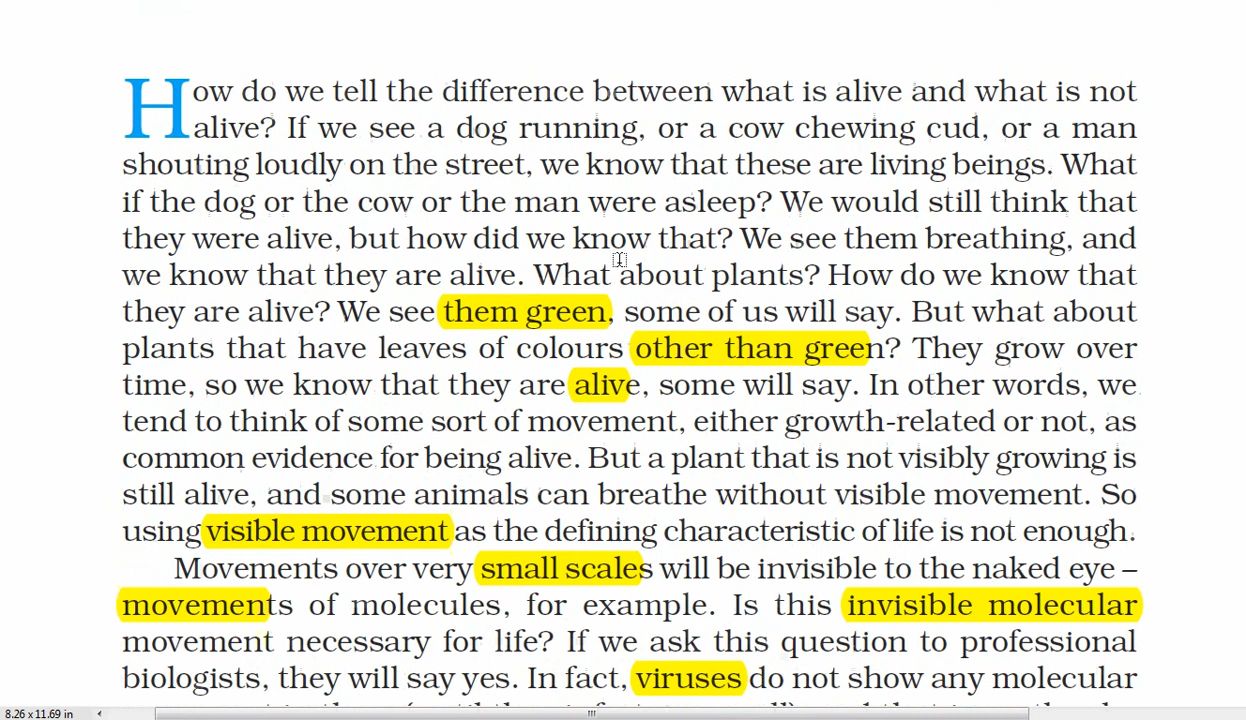 How do we tell the difference between what is alive and what is not
alive? If we see a dog running, or a cow chewing cud, or a man
shouting loudly on the street, we know that these are living beings. What
if the dog or the cow or the man were asleep? We would still think that
they were alive, but how did we know that? We see them breathing, and
we know that they are alive. What about plants? How do we know that
they are alive? We see them green, some of us will say. But what about
plants that have leaves of colours other than green? They grow over
time, so we know that they are alive, some will say. In other words, we
tend to think of some sort of movement, either growth-related or not, as
common evidence for being alive. But a plant that is not visibly growing is
still alive, and some animals can breathe without visible movement. So
using visible movement as the defining characteristic of life is not enough.
Movements over very small scales will be invisible to the naked eye –
movements of molecules, for example. Is this invisible molecular
movement necessary for life? If we ask this question to professional
biologists, they will say yes. In fact, viruses do not show any molecular
8.26 x 11.69 in